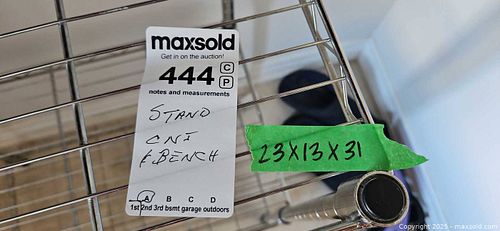 maxsold
Get in on the auction!
444 C
P
notes and measurements
STAND
CNI
& BENCH
23X13X31
A B C D
1st 2nd 3rd bsmt garage outdoors
Copyright 2025 - maxsold.com